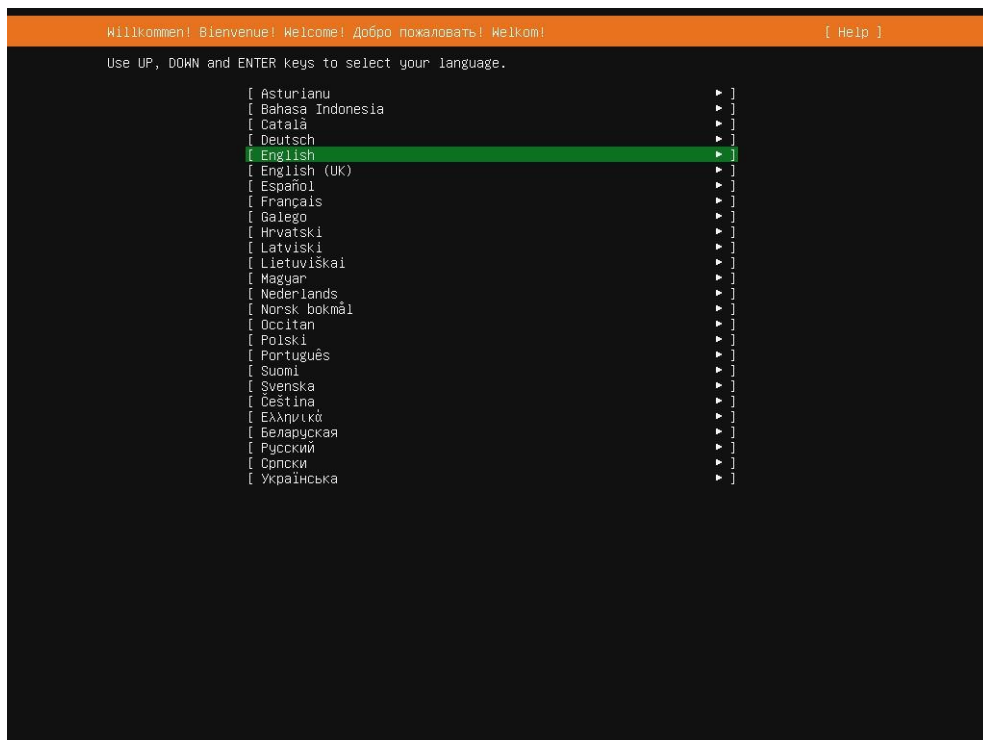 Willkommen! Bienvenue! Welcome! Добро пожаловать! Welkom! [ Help ]
Use UP, DOWN and ENTER keys to select your language.
[ Asturianu ▸ ]
[ Bahasa Indonesia ▸ ]
[ Català ▸ ]
[ Deutsch ▸ ]
[ English ▸ ]
[ English (UK) ▸ ]
[ Español ▸ ]
[ Français ▸ ]
[ Galego ▸ ]
[ Hrvatski ▸ ]
[ Latviski ▸ ]
[ Lietuviškai ▸ ]
[ Magyar ▸ ]
[ Nederlands ▸ ]
[ Norsk bokmål ▸ ]
[ Occitan ▸ ]
[ Polski ▸ ]
[ Português ▸ ]
[ Suomi ▸ ]
[ Svenska ▸ ]
[ Čeština ▸ ]
[ Ελληνικά ▸ ]
[ Беларуская ▸ ]
[ Русский ▸ ]
[ Српски ▸ ]
[ Українська ▸ ]